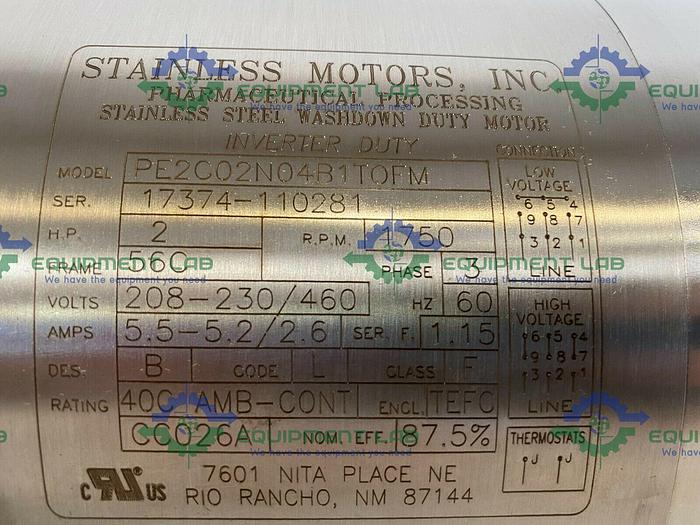 STAINLESS MOTORS, INC
PHARMACEUTICAL PROCESSING
STAINLESS STEEL WASHDOWN DUTY MOTOR
INVERTER DUTY
MODEL PE2C02N04B1TOFM
SER. 17374-110281
H.P. 2 R.P.M. 1750
FRAME 56C PHASE 3
VOLTS 208-230/460 HZ 60
AMPS 5.5-5.2/2.6 SER. F. 1.15
DES. B CODE L CLASS F
RATING 40C AMB-CONT ENCL. TEFC
CC026A NOM. EFF. 87.5%
7601 NITA PLACE NE
RIO RANCHO, NM 87144
c UR ® US
CONNECTION
LOW
VOLTAGE
6 5 4
9 8 7
3 2 1
LINE
HIGH
VOLTAGE
6 5 4
9 8 7
3 2 1
LINE
THERMOSTATS
J J
EQUIPMENT LAB
We have the equipment you need